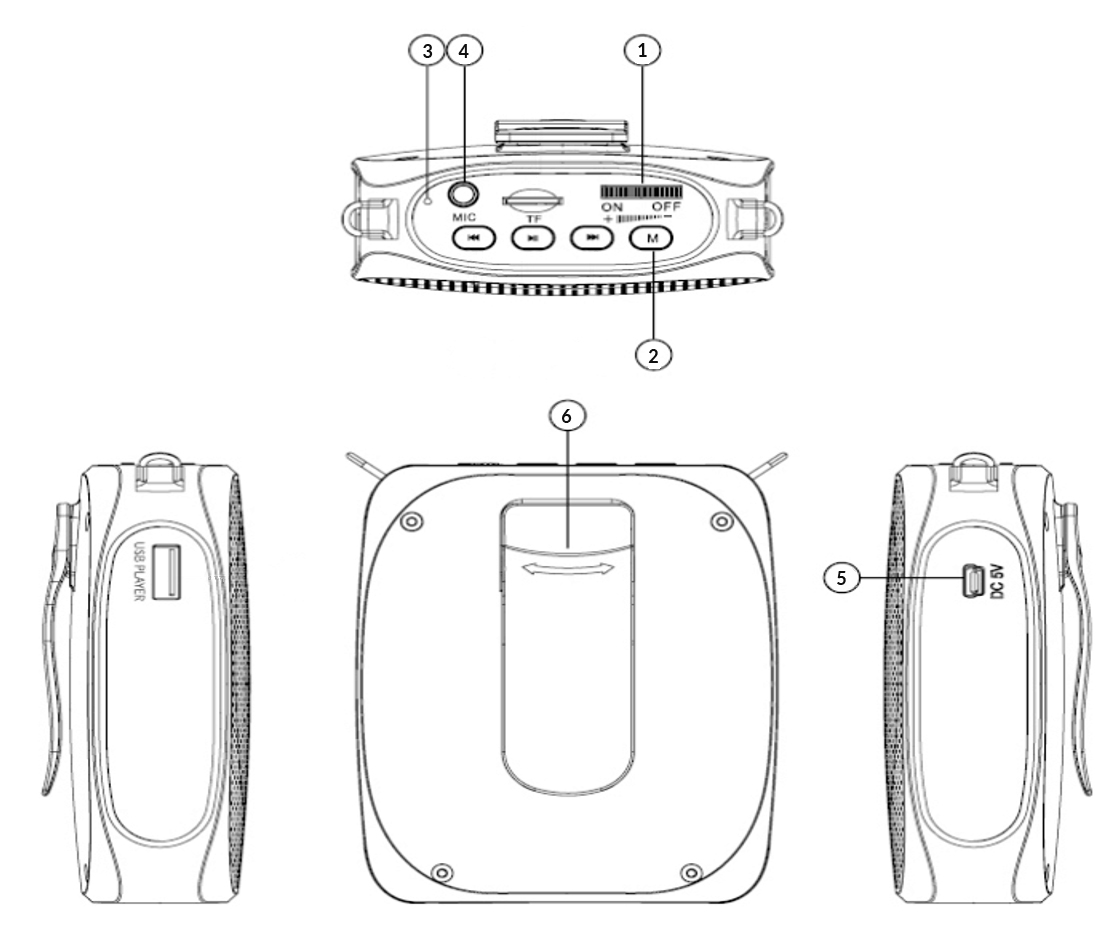 3 4 1
MIC TF ON OFF
+ -
M
2
6
USB PLAYER
5 DC 5V